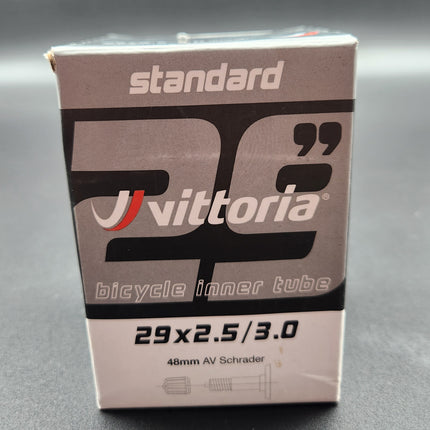 standard
29”
vittoria®
bicycle inner tube
29x2.5/3.0
48mm AV Schrader